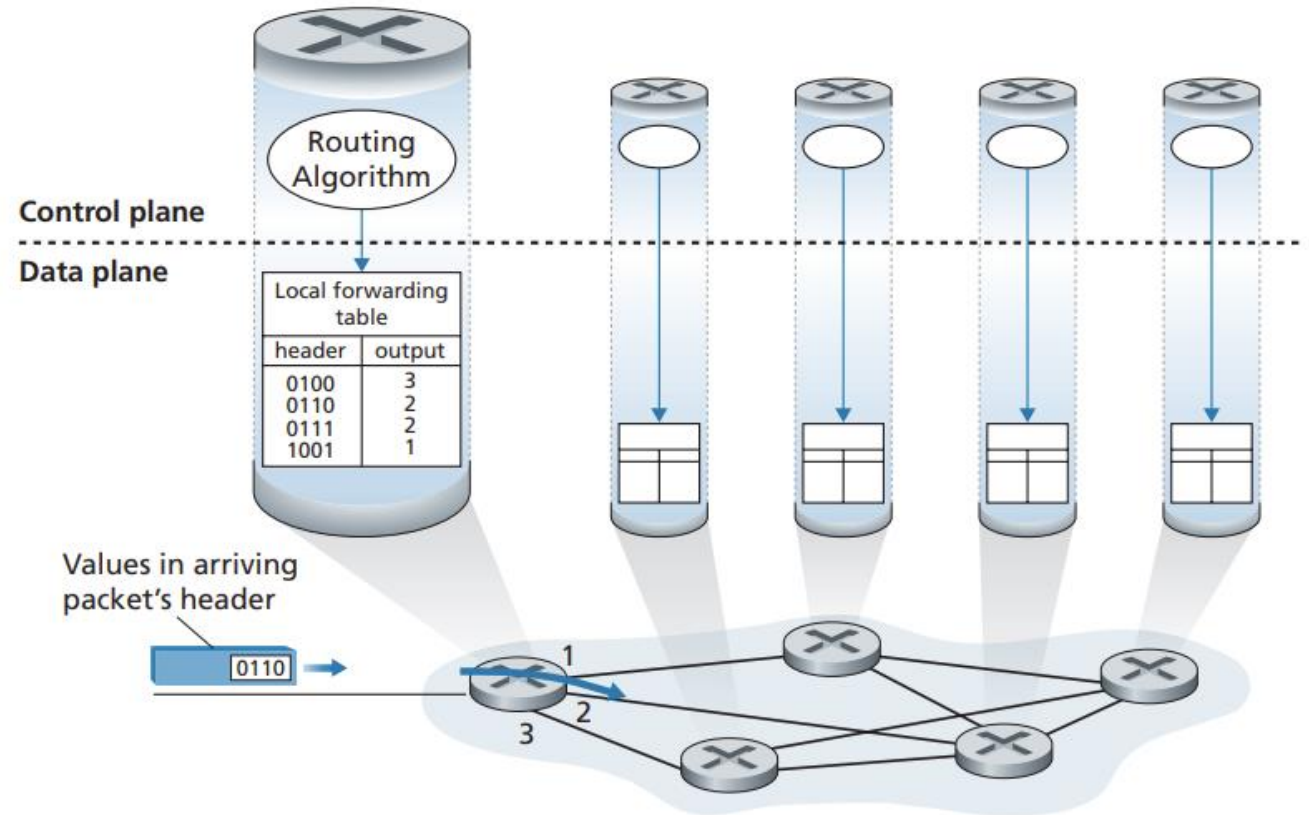 Routing
Algorithm
Control plane
Data plane
Local forwarding
table
header output
0100 3
0110 2
0111 2
1001 1
Values in arriving
packet's header
0110
1
2
3